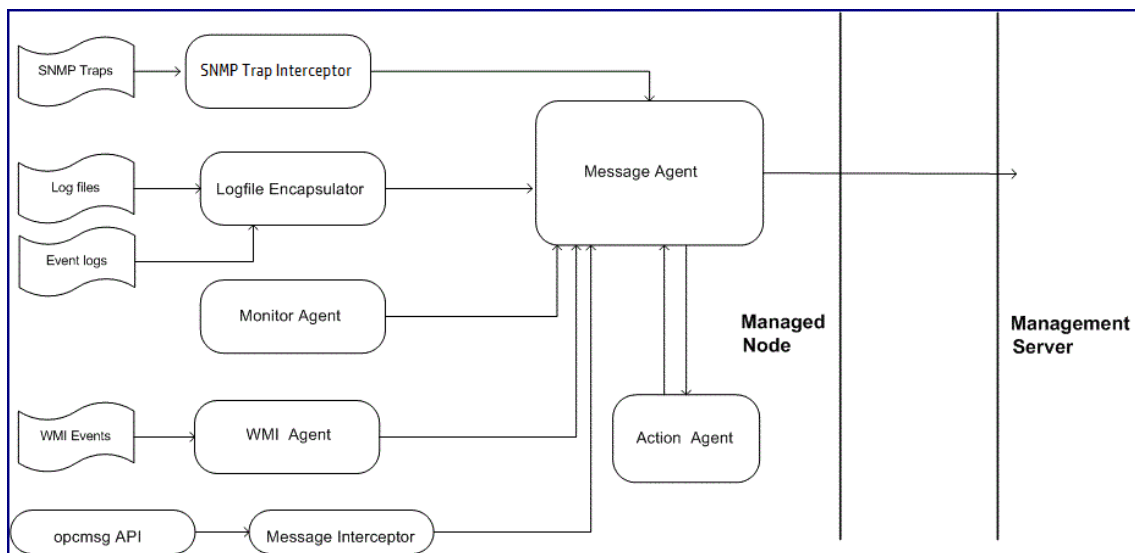 SNMP Traps
SNMP Trap Interceptor
Message Agent
Log files
Logfile Encapsulator
Event logs
Monitor Agent
Managed
Node
Management
Server
WMI Events
WMI Agent
Action Agent
opcmsg API
Message Interceptor